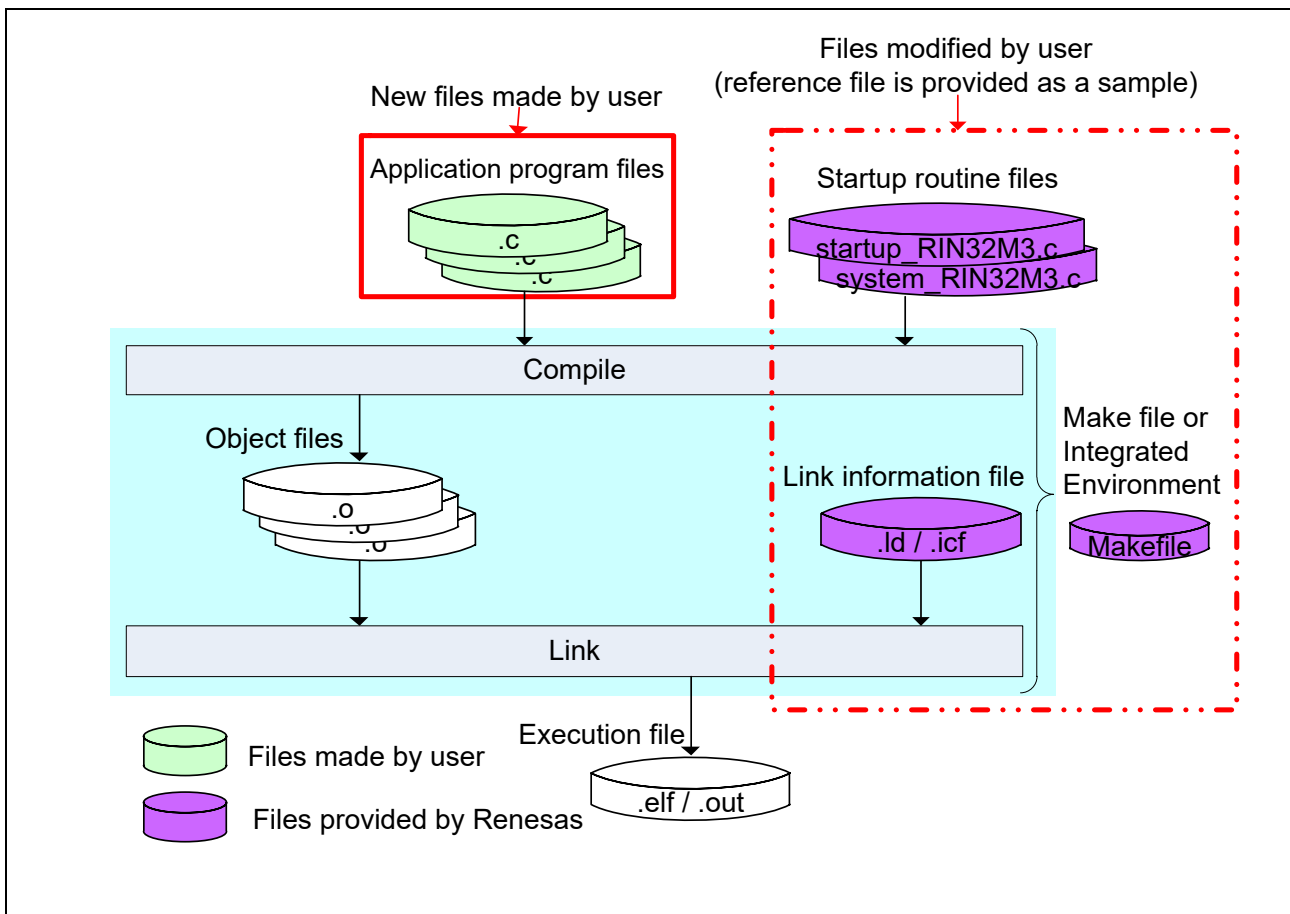 Files modified by user
(reference file is provided as a sample)
New files made by user
Application program files
.c
.c
.c
Startup routine files
startup_RIN32M3.c
system_RIN32M3.c
Compile
Object files
.o
.o
.o
Link information file
.ld / .icf
Make file or
Integrated
Environment
Makefile
Link
Execution file
.elf / .out
Files made by user
Files provided by Renesas